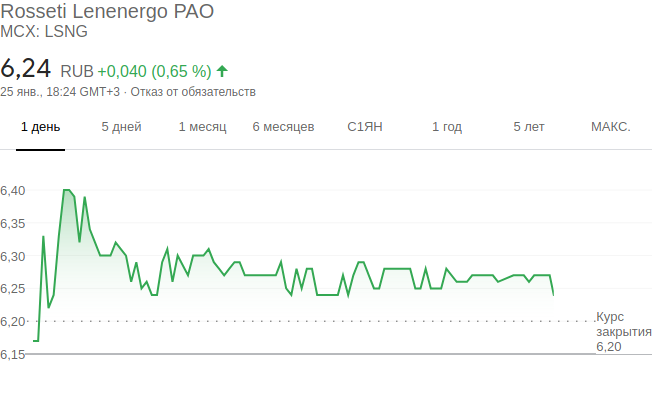 Rosseti Lenenergo PAO
MCX: LSNG
6,24 RUB +0,040 (0,65 %)
25 янв., 18:24 GMT+3 · Отказ от обязательств
1 день 5 дней 1 месяц 6 месяцев С1ЯН 1 год 5 лет МАКС.
6,40
6,35
6,30
6,25
6,20
6,15
Курс
закрытия
6,20